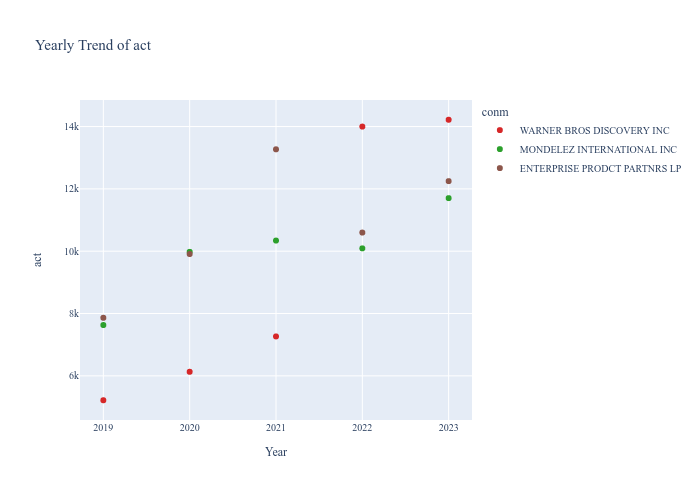 Yearly Trend of act
conm
WARNER BROS DISCOVERY INC
MONDELEZ INTERNATIONAL INC
ENTERPRISE PRODCT PARTNRS LP
14k
12k
10k
8k
6k
act
2019 2020 2021 2022 2023
Year